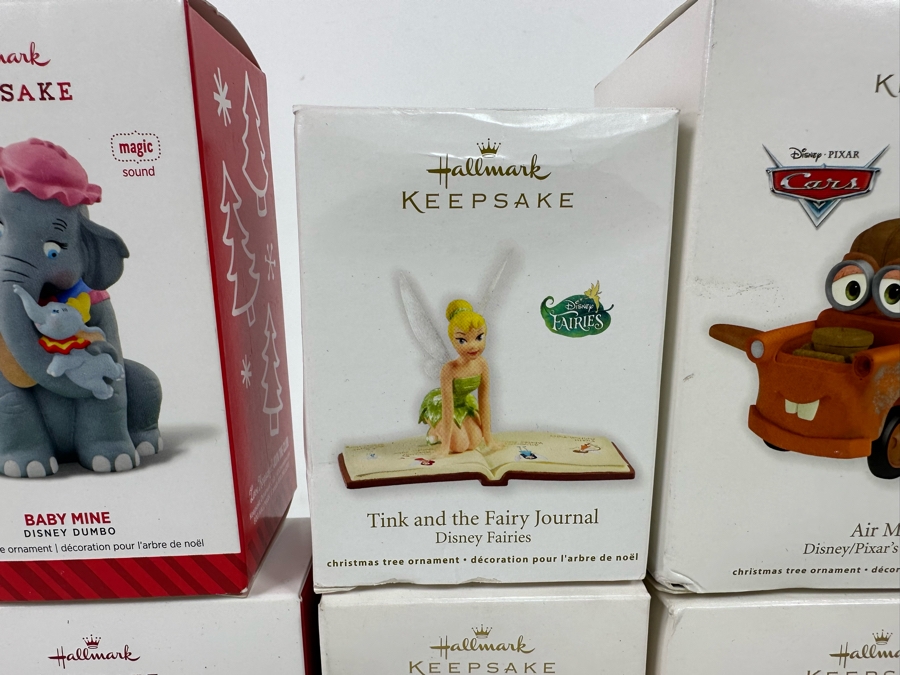 SAKE
magic
sound
BABY MINE
DISNEY DUMBO
ornament | décoration pour l'arbre de noël
Hallmark
Hallmark
KEEPSAKE
DISNEY
FAIRIES
Tink and the Fairy Journal
Disney Fairies
christmas tree ornament • décoration pour l'arbre de noël
Hallmark
KEEPSAKE
K
DISNEY • PIXAR
Cars
Air M
Disney/Pixar's
christmas tree ornament • décor
Hallma